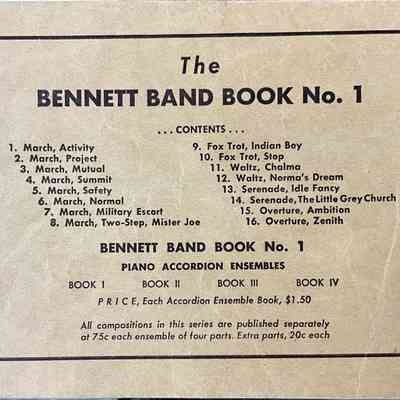 The
BENNETT BAND BOOK No. 1
... CONTENTS ...
1. March, Activity
2. March, Project
3. March, Mutual
4. March, Summit
5. March, Safety
6. March, Normal
7. March, Military Escort
8. March, Two-Step, Mister Joe
9. Fox Trot, Indian Boy
10. Fox Trot, Stop
11. Waltz, Chalma
12. Waltz, Norma's Dream
13. Serenade, Idle Fancy
14. Serenade, The Little Grey Church
15. Overture, Ambition
16. Overture, Zenith
BENNETT BAND BOOK No. 1
PIANO ACCORDION ENSEMBLES
BOOK I BOOK II BOOK III BOOK IV
PRICE, Each Accordion Ensemble Book, $1.50
All compositions in this series are published separately
at 75c each ensemble of four parts. Extra parts, 20c each